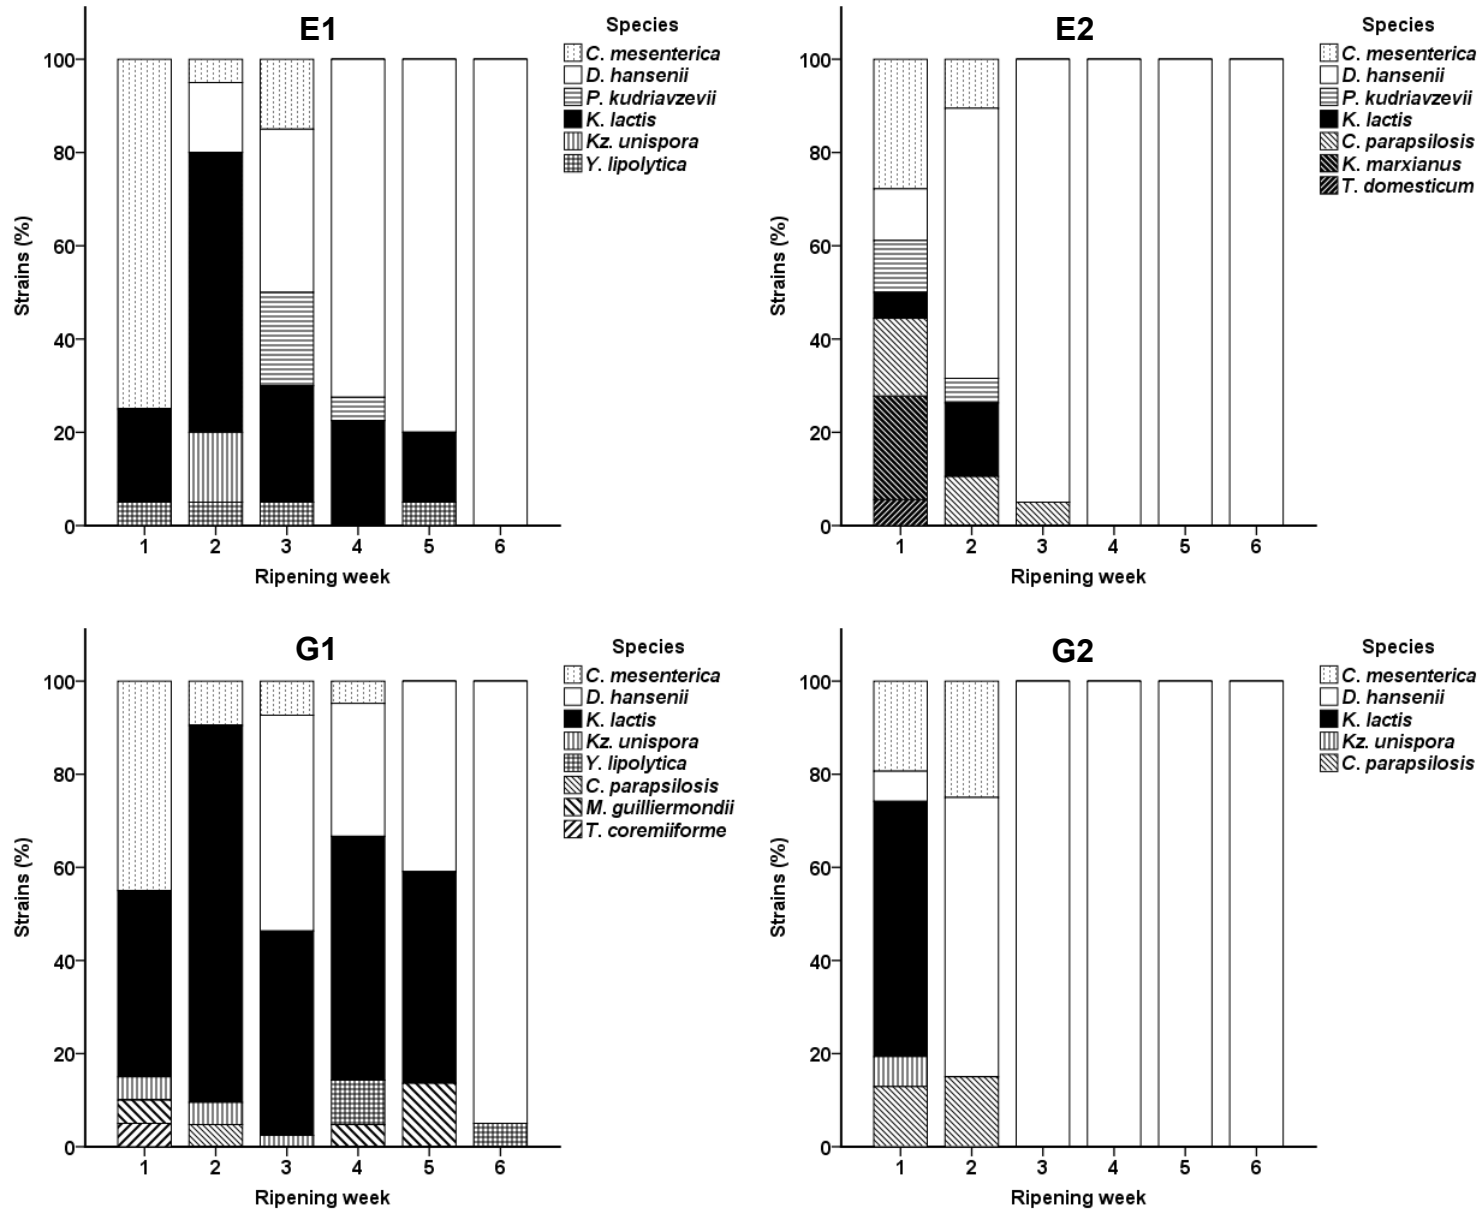 E1
Species
C. mesenterica
D. hansenii
P. kudriavzevii
K. lactis
Kz. unispora
Y. lipolytica
Strains (%)
100
80
60
40
20
0
1 2 3 4 5 6
Ripening week
E2
Species
C. mesenterica
D. hansenii
P. kudriavzevii
K. lactis
C. parapsilosis
K. marxianus
T. domesticum
Strains (%)
100
80
60
40
20
0
1 2 3 4 5 6
Ripening week
G1
Species
C. mesenterica
D. hansenii
K. lactis
Kz. unispora
Y. lipolytica
C. parapsilosis
M. guilliermondii
T. coremiiforme
Strains (%)
100
80
60
40
20
0
1 2 3 4 5 6
Ripening week
G2
Species
C. mesenterica
D. hansenii
K. lactis
Kz. unispora
C. parapsilosis
Strains (%)
100
80
60
40
20
0
1 2 3 4 5 6
Ripening week